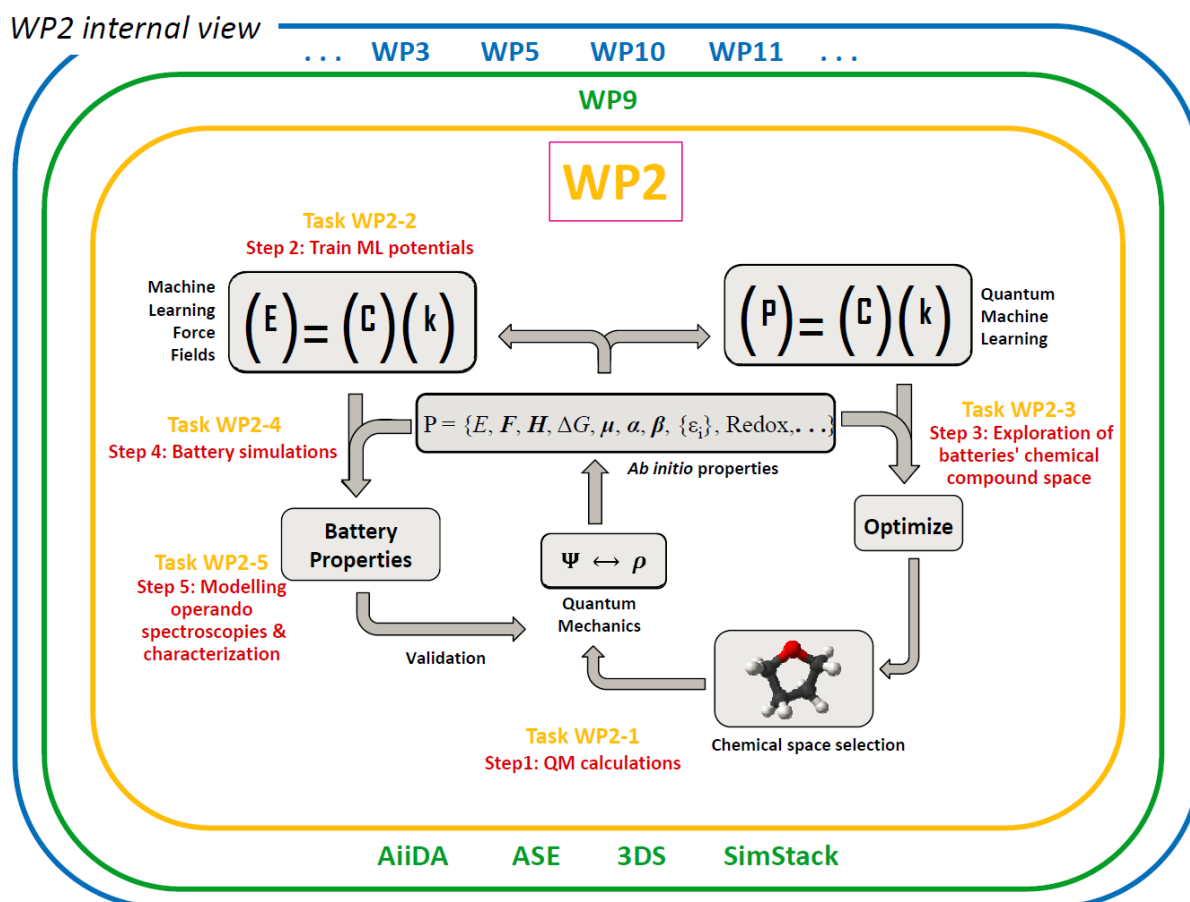 WP2 internal view
. . . WP3 WP5 WP10 WP11 . . .
WP9
WP2
Task WP2-2
Step 2: Train ML potentials
Machine
Learning
Force
Fields
(E) = (C)(k)
(P) = (C)(k)
Quantum
Machine
Learning
Task WP2-4
Step 4: Battery simulations
P = {E, F, H, ΔG, μ, α, β, {εi}, Redox,. . .}
Ab initio properties
Task WP2-3
Step 3: Exploration of
batteries' chemical
compound space
Battery
Properties
Optimize
Task WP2-5
Step 5: Modelling
operando
spectroscopies &
characterization
Ψ ↔ ρ
Quantum
Mechanics
Validation
Task WP2-1
Step1: QM calculations
Chemical space selection
AiiDA ASE 3DS SimStack